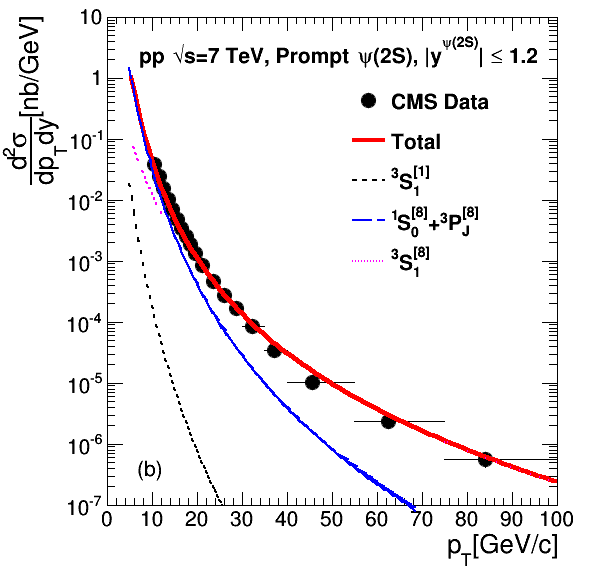 pp √s=7 TeV, Prompt ψ(2S), |y^ψ(2S)| ≤ 1.2
CMS Data
Total
³S₁^[1]
¹S₀^[8]+³P_J^[8]
³S₁^[8]
d²σ/dp_Tdy [nb/GeV]
10
1
10⁻¹
10⁻²
10⁻³
10⁻⁴
10⁻⁵
10⁻⁶
10⁻⁷
(b)
0 10 20 30 40 50 60 70 80 90 100
p_T[GeV/c]